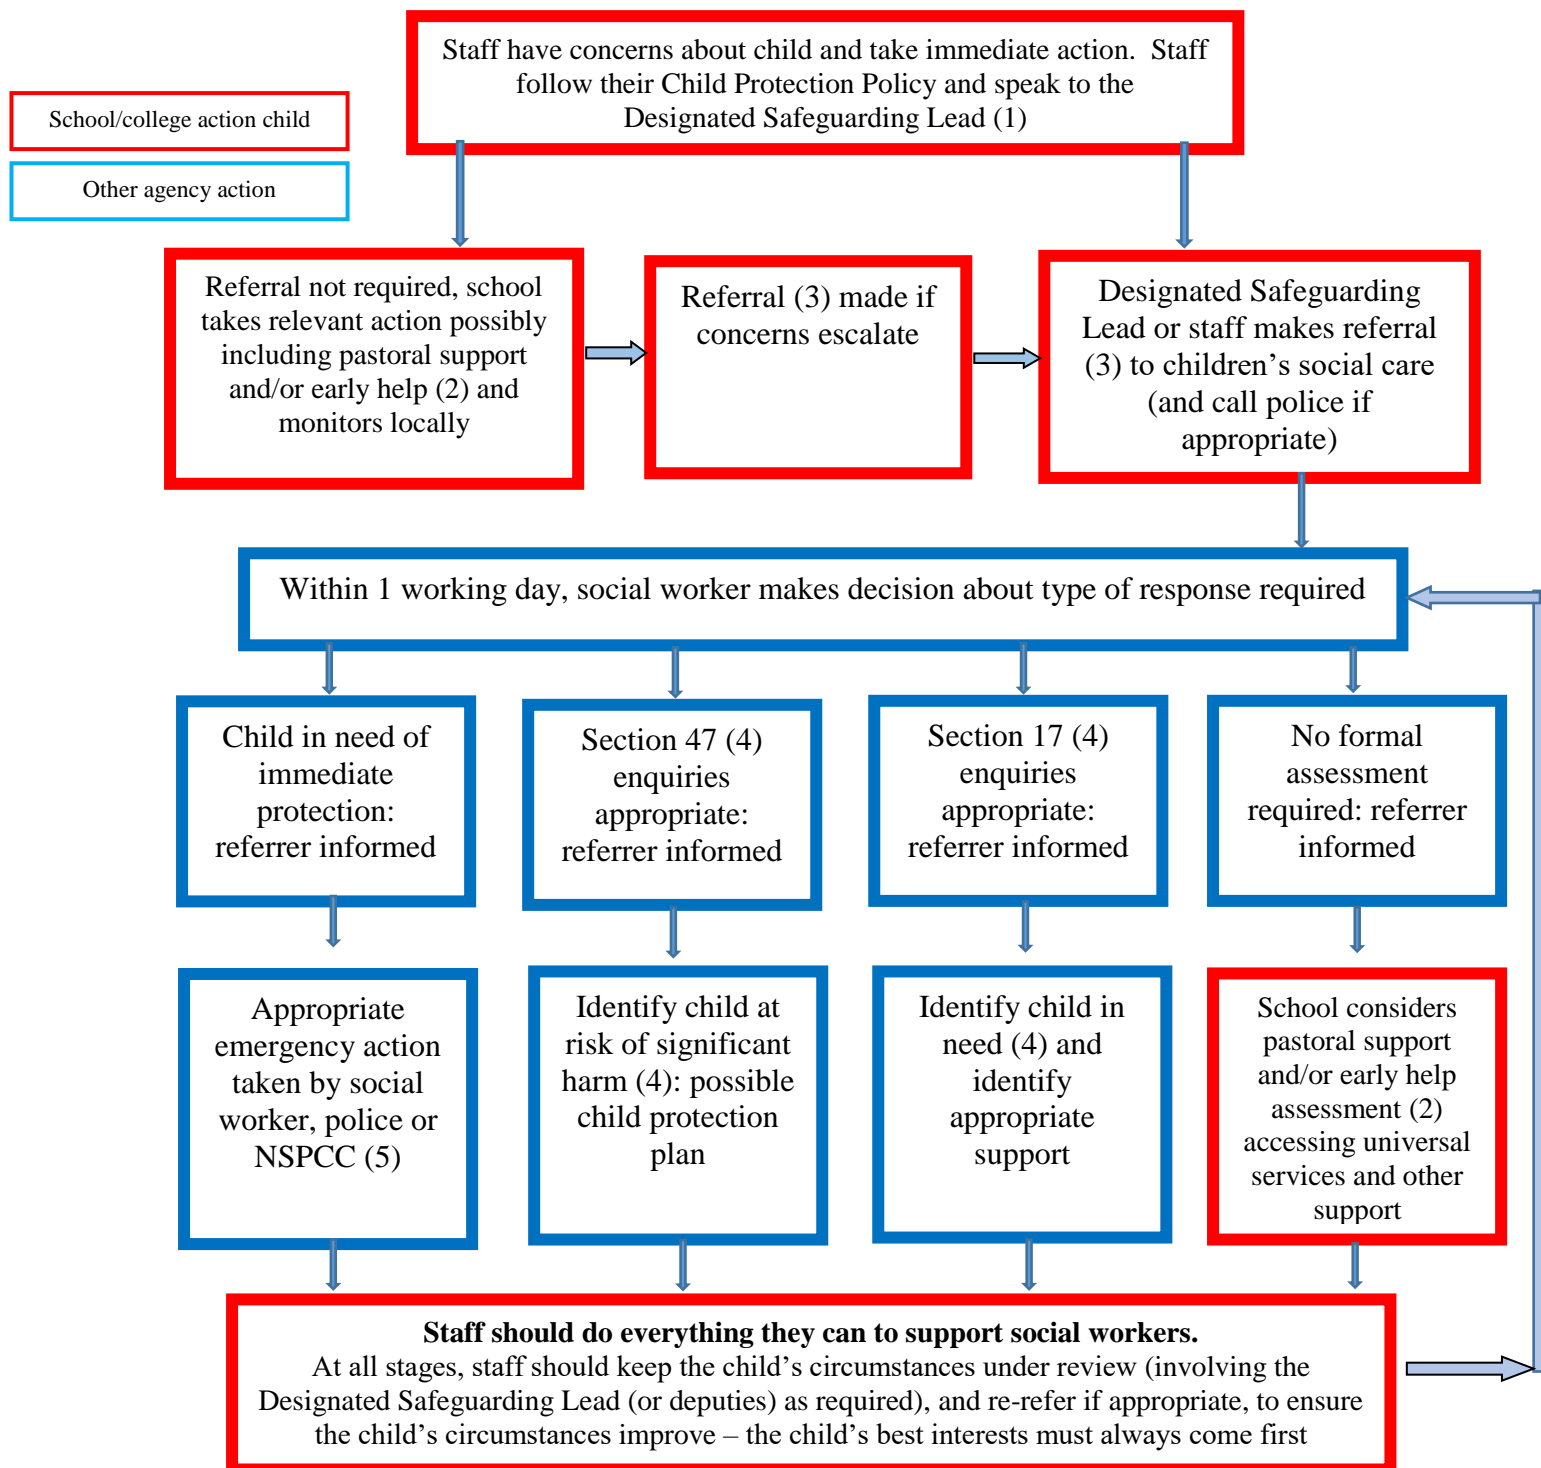 Staff have concerns about child and take immediate action.  Staff
follow their Child Protection Policy and speak to the
Designated Safeguarding Lead (1)
School/college action child
Other agency action
Referral not required, school
takes relevant action possibly
including pastoral support
and/or early help (2) and
monitors locally
Referral (3) made if
concerns escalate
Designated Safeguarding
Lead or staff makes referral
(3) to children’s social care
(and call police if
appropriate)
Within 1 working day, social worker makes decision about type of response required
Child in need of
immediate
protection:
referrer informed
Section 47 (4)
enquiries
appropriate:
referrer informed
Section 17 (4)
enquiries
appropriate:
referrer informed
No formal
assessment
required: referrer
informed
Appropriate
emergency action
taken by social
worker, police or
NSPCC (5)
Identify child at
risk of significant
harm (4): possible
child protection
plan
Identify child in
need (4) and
identify
appropriate
support
School considers
pastoral support
and/or early help
assessment (2)
accessing universal
services and other
support
Staff should do everything they can to support social workers.
At all stages, staff should keep the child’s circumstances under review (involving the
Designated Safeguarding Lead (or deputies) as required), and re-refer if appropriate, to ensure
the child’s circumstances improve – the child’s best interests must always come first